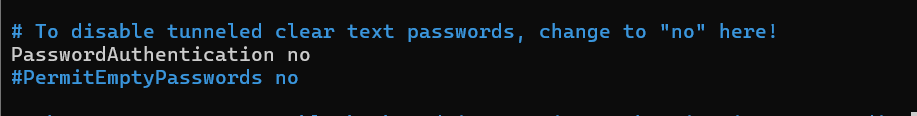 # To disable tunneled clear text passwords, change to "no" here!
PasswordAuthentication no
#PermitEmptyPasswords no